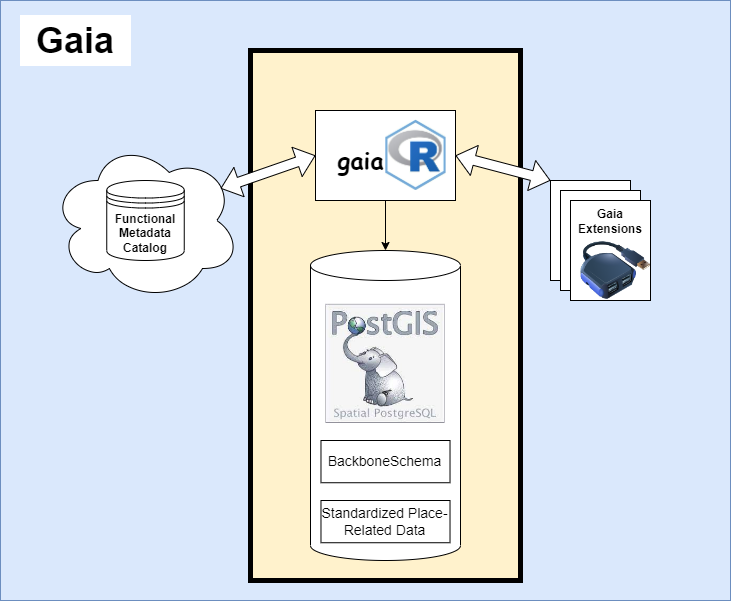 Gaia
gaia R
Functional
Metadata
Catalog
Gaia
Extensions
PostGIS
Spatial PostgreSQL
BackboneSchema
Standardized Place-
Related Data